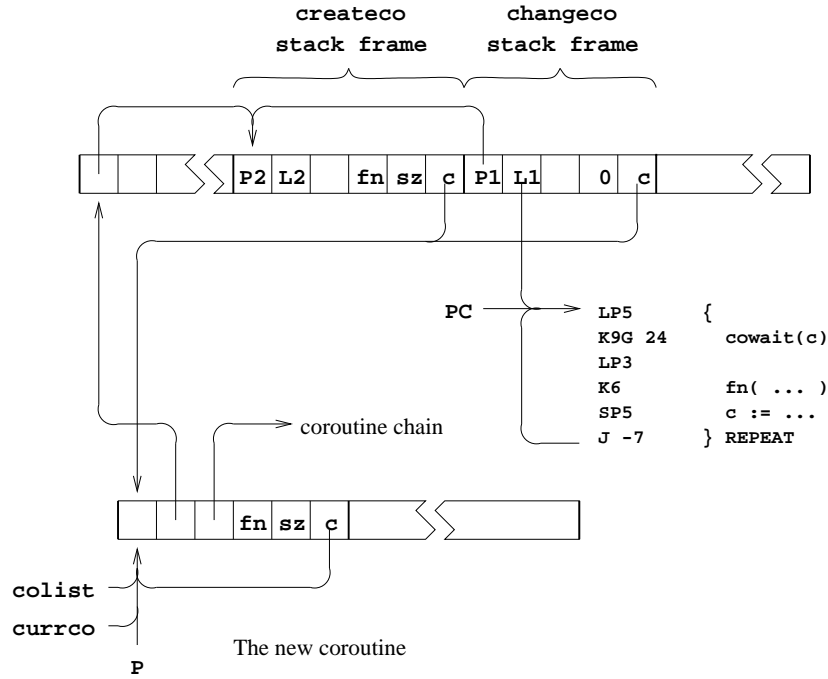 createco changeco
stack frame stack frame
P2 L2 fn sz c P1 L1 0 c
PC LP5 {
K9G 24 cowait(c)
LP3
K6 fn( ... )
coroutine chain SP5 c := ...
J -7 } REPEAT
fn sz c
colist
currco
The new coroutine
P